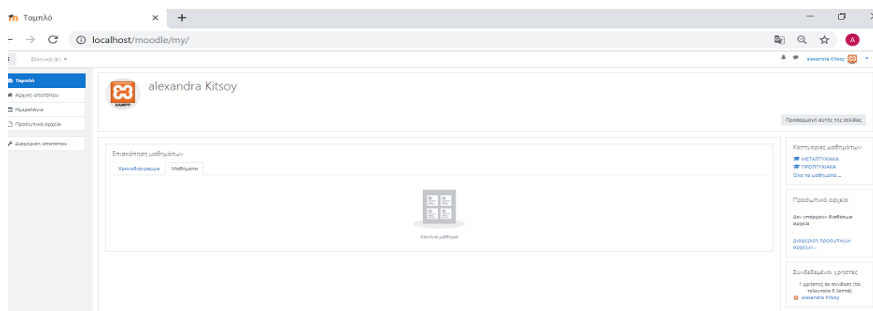 Ταμπλό
localhost/moodle/my/
A
Ελληνικά (el)
alexandra Kitsoy
Ταμπλό
Αρχική ιστοτόπου
Ημερολόγιο
Προσωπικά αρχεία
Διαχείριση ιστοτόπου
XAMPP
alexandra Kitsoy
Προσαρμογή αυτής της σελίδας
Επισκόπηση μαθημάτων
Χρονοδιάγραμμα
Μαθήματα
Κανένα μάθημα
Κατηγορίες μαθημάτων
ΜΕΤΑΠΤΥΧΙΑΚΑ
ΠΡΟΠΤΥΧΙΑΚΑ
Όλα τα μαθήματα ...
Προσωπικά αρχεία
Δεν υπάρχουν διαθέσιμα
αρχεία
Διαχείριση προσωπικών
αρχείων...
Συνδεδεμένοι χρήστες
1 χρήστης σε σύνδεση (τα
τελευταία 5 λεπτά)
alexandra Kitsoy